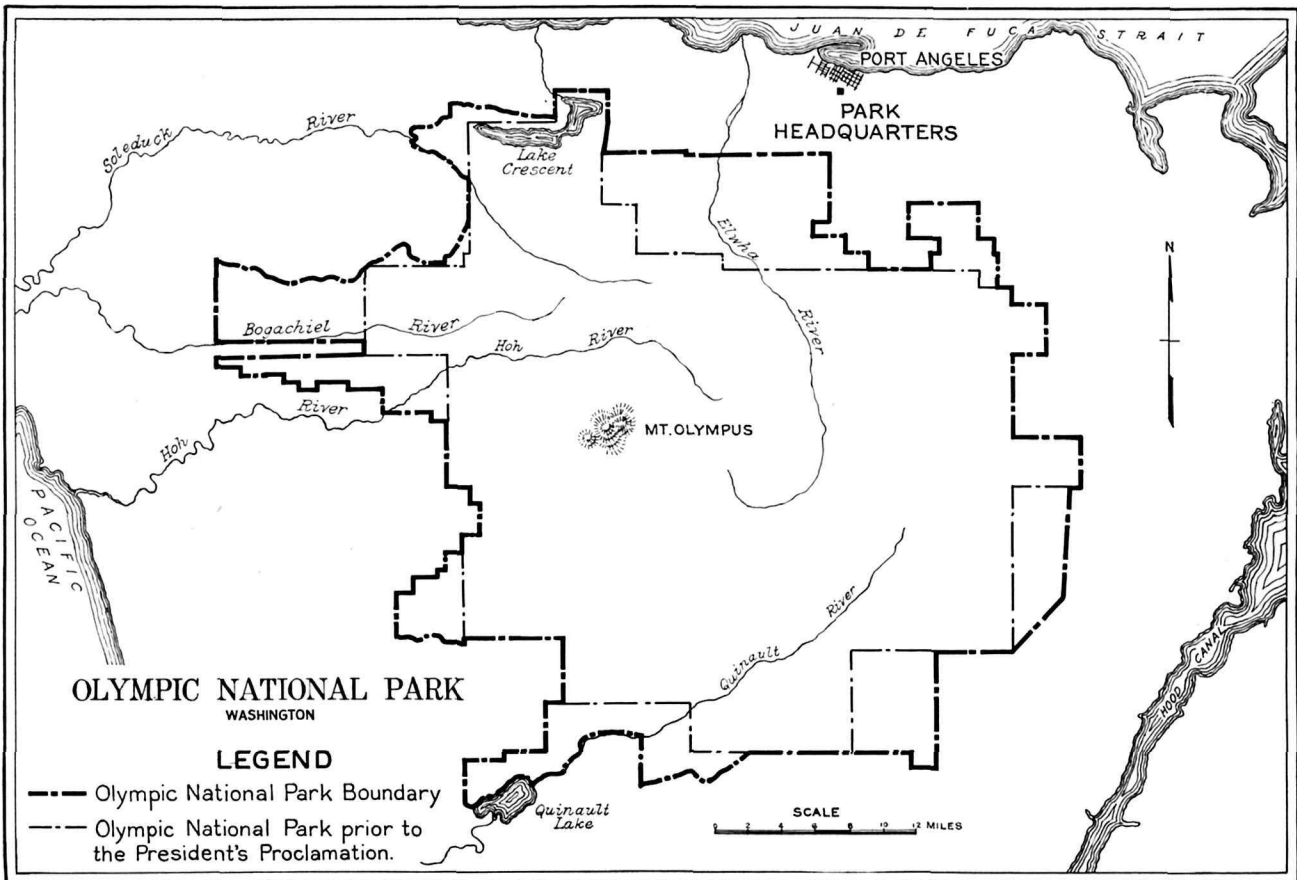 JUAN DE FUCA STRAIT
PORT ANGELES
PARK
HEADQUARTERS
Soleduck River
Lake
Crescent
Elwha River
N
Bogachiel River
Hoh River
Hoh River
MT. OLYMPUS
PACIFIC
OCEAN
Quinault River
HOOD CANAL
OLYMPIC NATIONAL PARK
WASHINGTON
LEGEND
Olympic National Park Boundary
Olympic National Park prior to
the President's Proclamation.
Quinault
Lake
SCALE
0 2 4 6 8 10 12 MILES